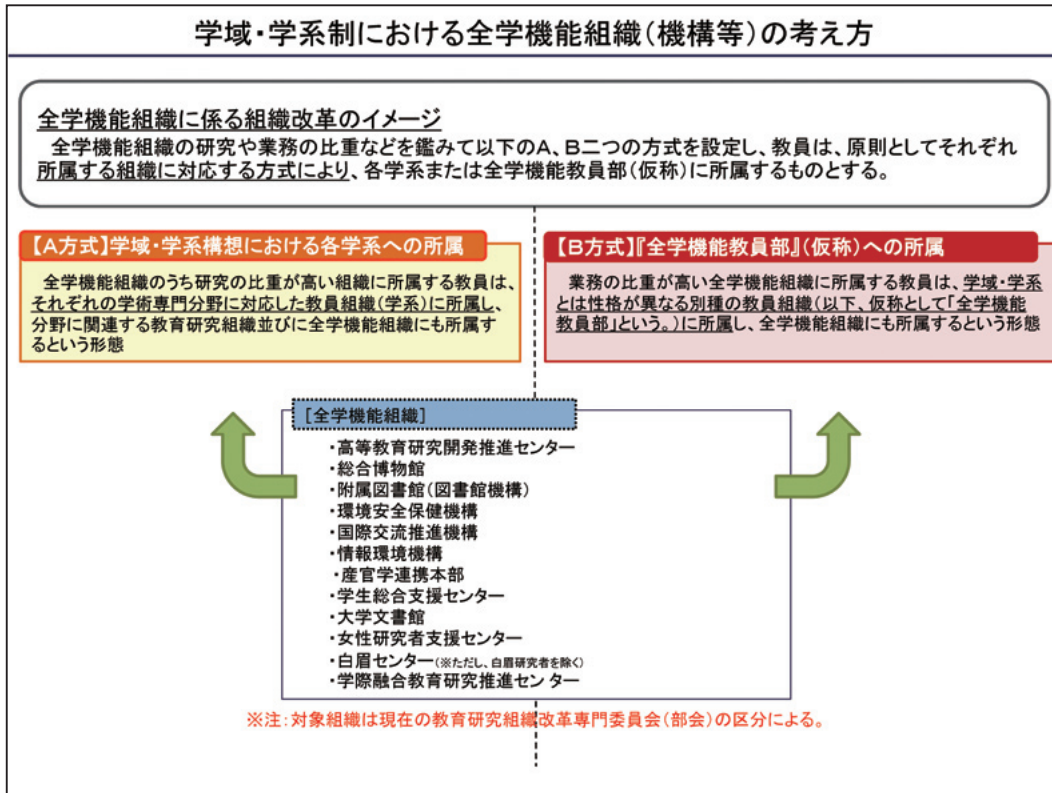 学域・学系制における全学機能組織(機構等)の考え方
全学機能組織に係る組織改革のイメージ
全学機能組織の研究や業務の比重などを鑑みて以下のA、B二つの方式を設定し、教員は、原則としてそれぞれ
所属する組織に対応する方式により、各学系または全学機能教員部(仮称)に所属するものとする。
【A方式】学域・学系構想における各学系への所属
全学機能組織のうち研究の比重が高い組織に所属する教員は、
それぞれの学術専門分野に対応した教員組織(学系)に所属し、
分野に関連する教育研究組織並びに全学機能組織にも所属す
るという形態
【B方式】『全学機能教員部』(仮称)への所属
業務の比重が高い全学機能組織に所属する教員は、学域・学系
とは性格が異なる別種の教員組織(以下、仮称として「全学機能
教員部」という。)に所属し、全学機能組織にも所属するという形態
[全学機能組織]
・高等教育研究開発推進センター
・総合博物館
・附属図書館(図書館機構)
・環境安全保健機構
・国際交流推進機構
・情報環境機構
・産官学連携本部
・学生総合支援センター
・大学文書館
・女性研究者支援センター
・白眉センター(※ただし、白眉研究者を除く)
・学際融合教育研究推進センター
※注:対象組織は現在の教育研究組織改革専門委員会(部会)の区分による。